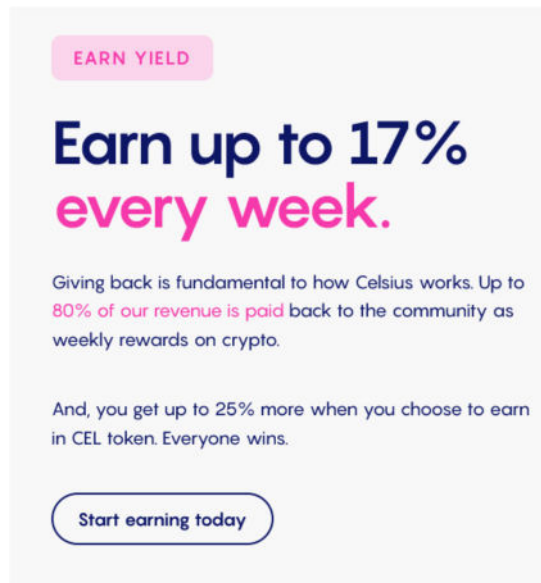 EARN YIELD
Earn up to 17%
every week.
Giving back is fundamental to how Celsius works. Up to
80% of our revenue is paid back to the community as
weekly rewards on crypto.
And, you get up to 25% more when you choose to earn
in CEL token. Everyone wins.
Start earning today